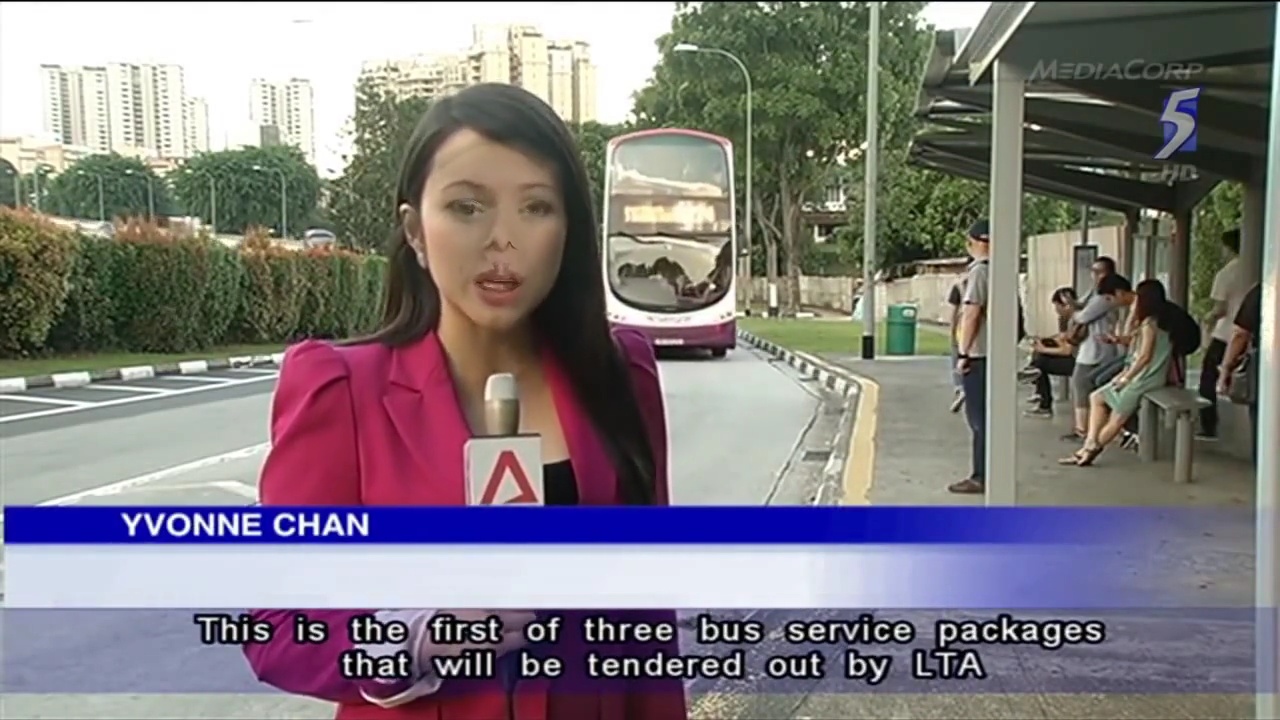 MEDIACORP
5
HD
YVONNE CHAN
This is the first of three bus service packages
that will be tendered out by LTA